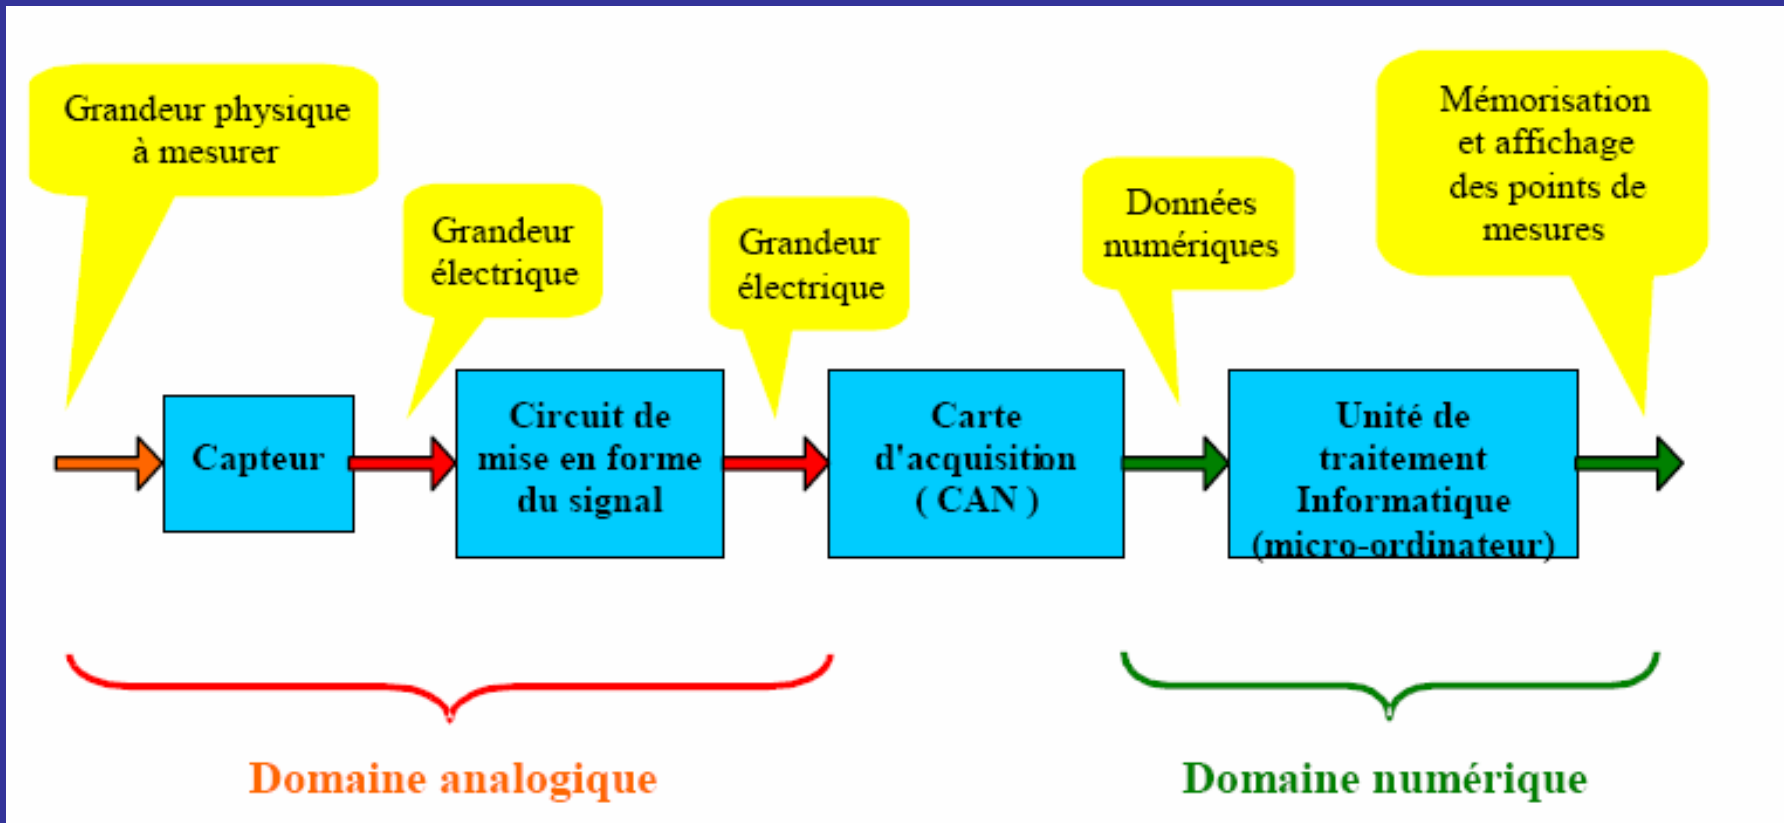 Grandeur physique
à mesurer
Grandeur
électrique
Grandeur
électrique
Données
numériques
Mémorisation
et affichage
des points de
mesures
Capteur
Circuit de
mise en forme
du signal
Carte
d'acquisition
( CAN )
Unité de
traitement
Informatique
(micro-ordinateur)
Domaine analogique
Domaine numérique